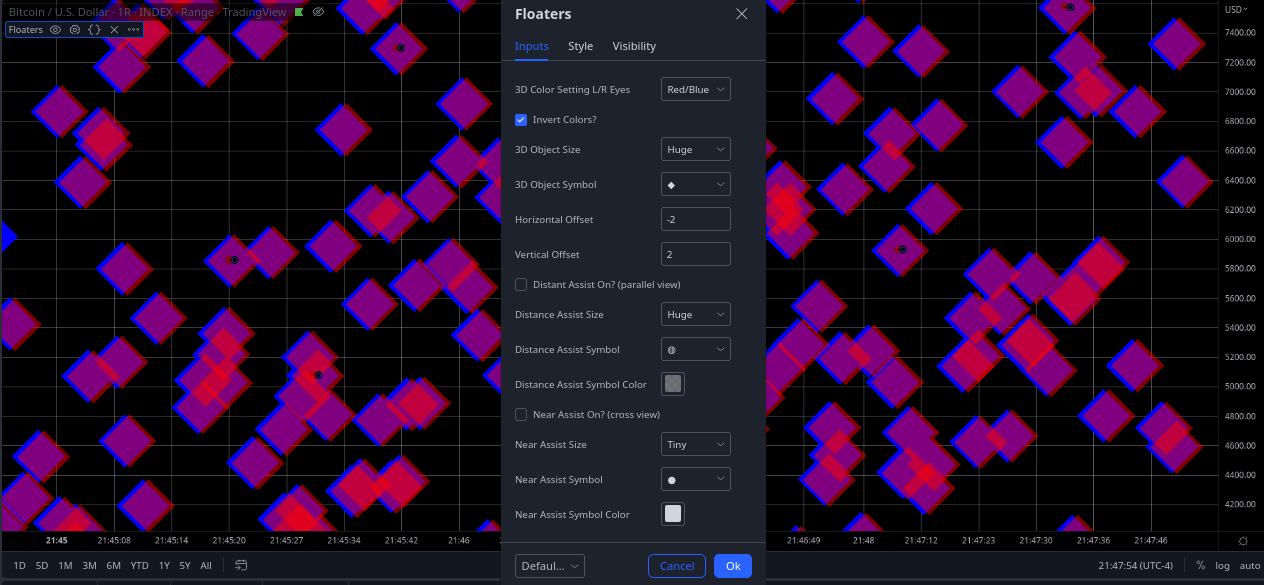 Bitcoin / U.S. Dollar · 1R · INDEX · Range · TradingView
Floaters
Floaters
Inputs Style Visibility
3D Color Setting L/R Eyes Red/Blue
Invert Colors?
3D Object Size Huge
3D Object Symbol ◆
Horizontal Offset -2
Vertical Offset 2
Distant Assist On? (parallel view)
Distance Assist Size Huge
Distance Assist Symbol ◍
Distance Assist Symbol Color
Near Assist On? (cross view)
Near Assist Size Tiny
Near Assist Symbol ●
Near Assist Symbol Color
Defaul... Cancel Ok
USD
7400.00
7200.00
7000.00
6800.00
6600.00
6400.00
6200.00
6000.00
5800.00
5600.00
5400.00
5200.00
5000.00
4800.00
4600.00
4400.00
4200.00
21:45 21:45:08 21:45:14 21:45:20 21:45:27 21:45:34 21:45:42 21:46 21:46:49 21:48 21:47:12 21:47:23 21:47:30 21:47:36 21:47:46
1D 5D 1M 3M 6M YTD 1Y 5Y All 21:47:54 (UTC-4) % log auto